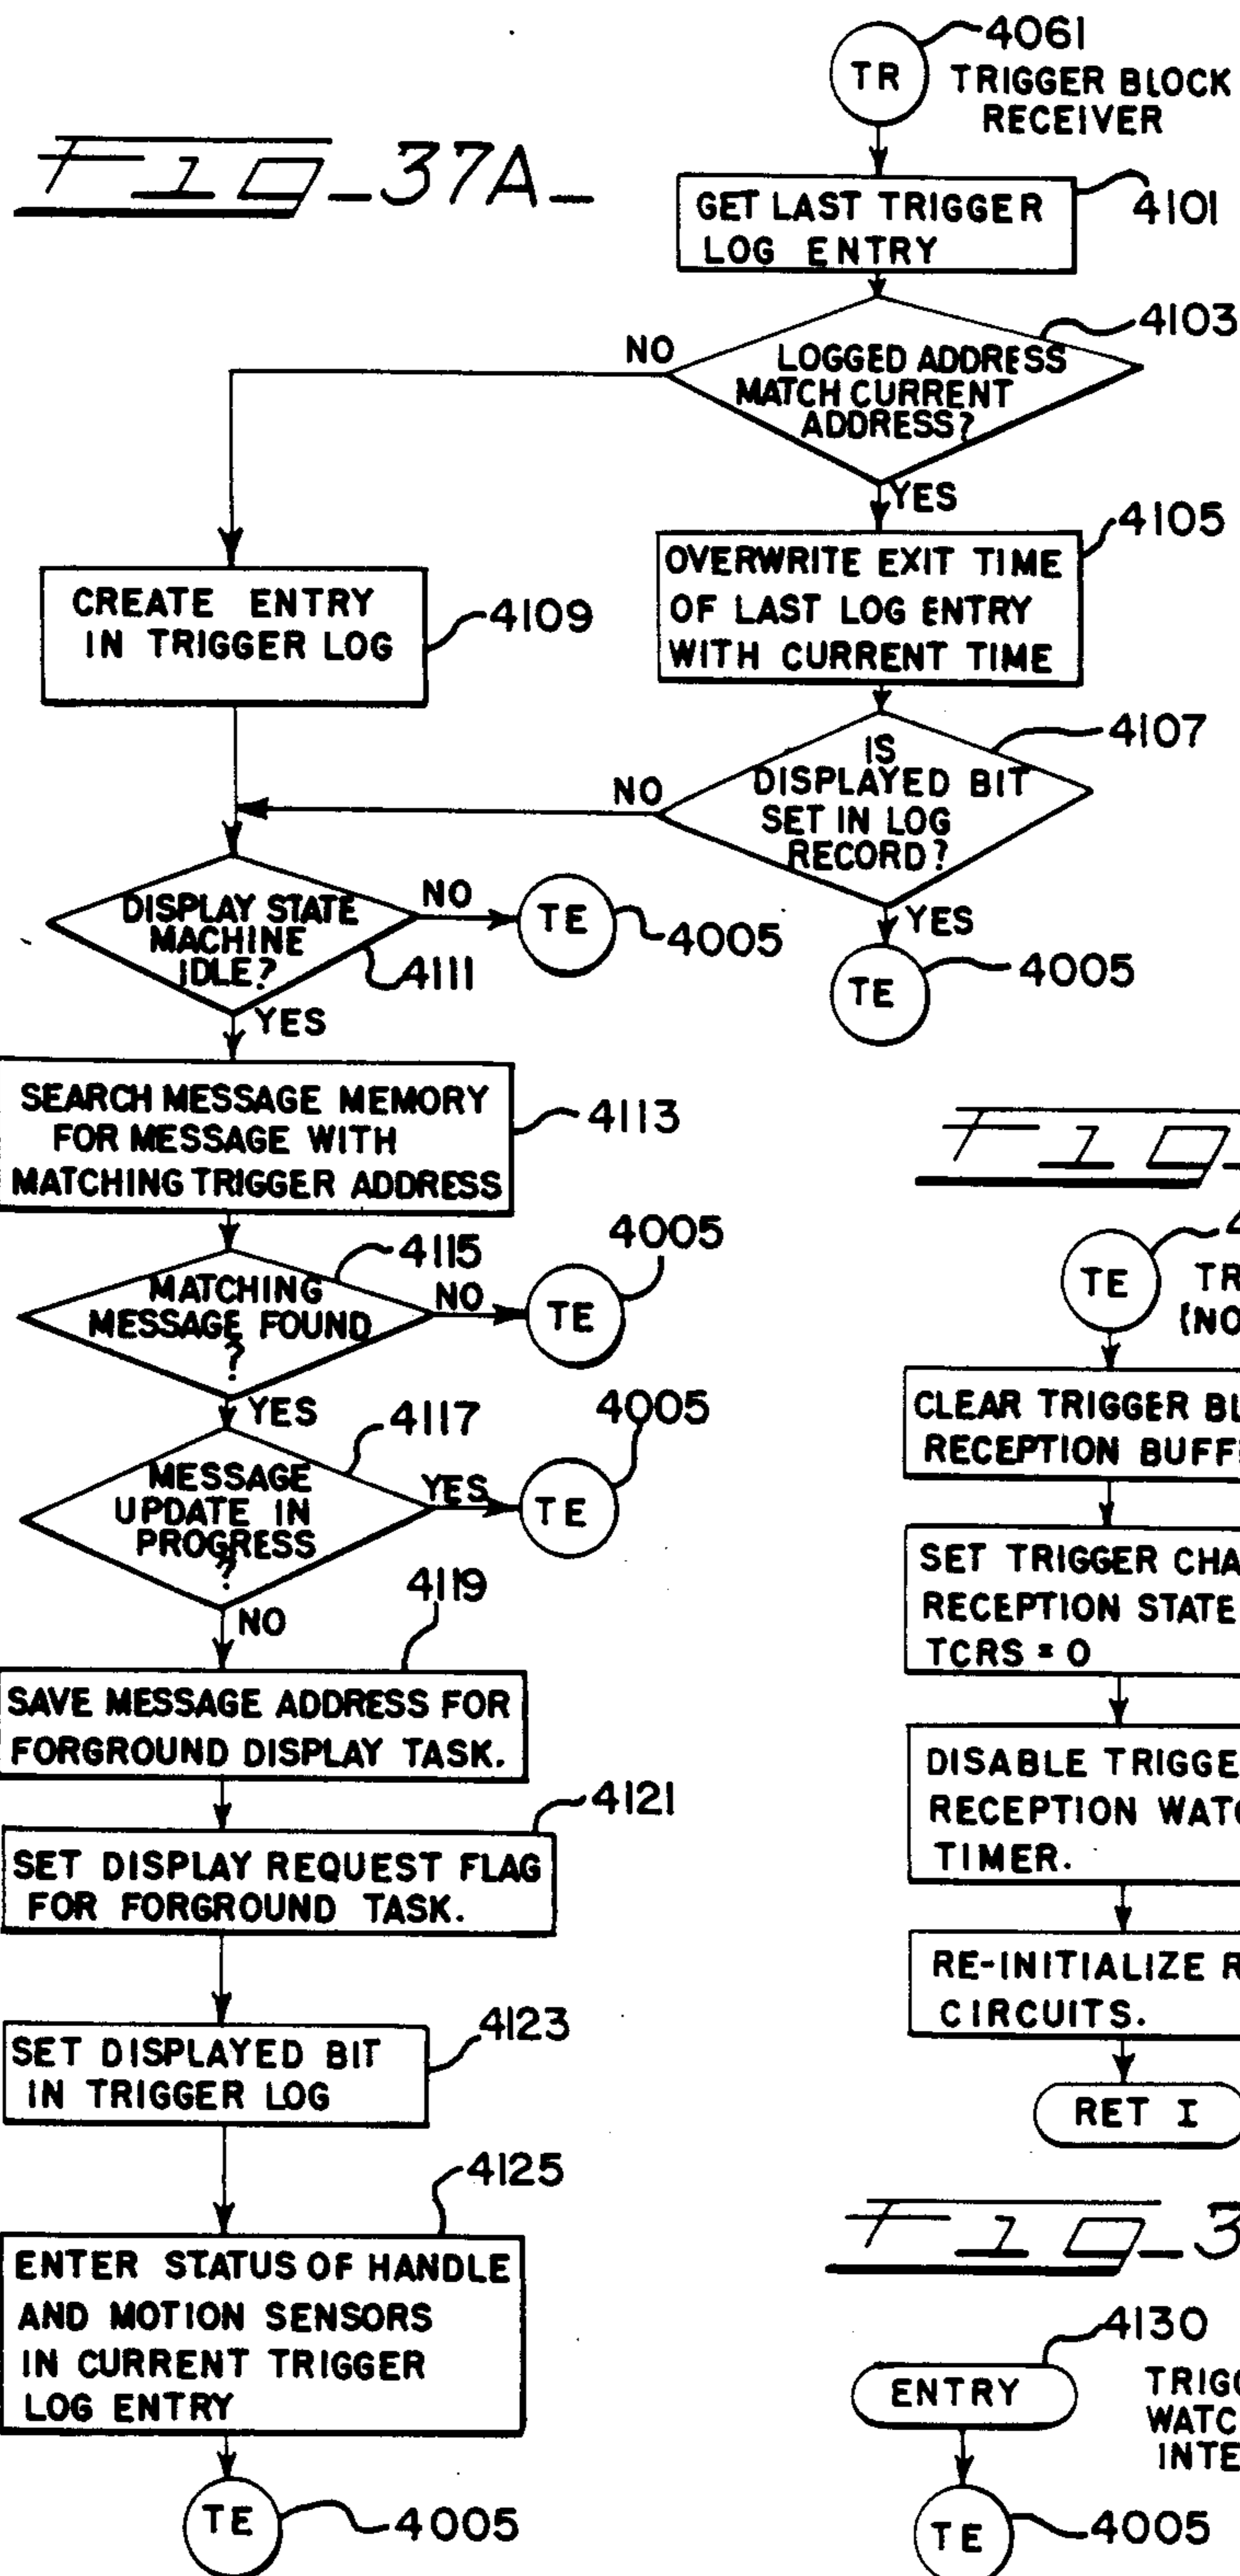 Fig-37A-
4061
TR
TRIGGER BLOCK
RECEIVER
4101
GET LAST TRIGGER
LOG ENTRY
4103
LOGGED ADDRESS
MATCH CURRENT
ADDRESS?
NO
YES
4105
OVERWRITE EXIT TIME
OF LAST LOG ENTRY
WITH CURRENT TIME
CREATE ENTRY
IN TRIGGER LOG
4109
4107
IS
DISPLAYED BIT
SET IN LOG
RECORD?
NO
YES
TE
4005
DISPLAY STATE
MACHINE
IDLE?
4111
NO
TE
4005
YES
SEARCH MESSAGE MEMORY
FOR MESSAGE WITH
MATCHING TRIGGER ADDRESS
4113
4115
MATCHING
MESSAGE FOUND
?
NO
TE
4005
YES
4117
MESSAGE
UPDATE IN
PROGRESS
?
YES
TE
4005
NO
4119
SAVE MESSAGE ADDRESS FOR
FORGROUND DISPLAY TASK.
4121
SET DISPLAY REQUEST FLAG
FOR FORGROUND TASK.
4123
SET DISPLAYED BIT
IN TRIGGER LOG
4125
ENTER STATUS OF HANDLE
AND MOTION SENSORS
IN CURRENT TRIGGER
LOG ENTRY
TE
4005
Fig-
TE
CLEAR TRIGGER
RECEPTION
SET TRIGGER
RECEPTION STATE
TCRS = 0
DISABLE
RECEPTION
TIMER.
RE-INITIALIZE
CIRCUITS.
RET I
Fig-3
4130
ENTRY
TE
4005